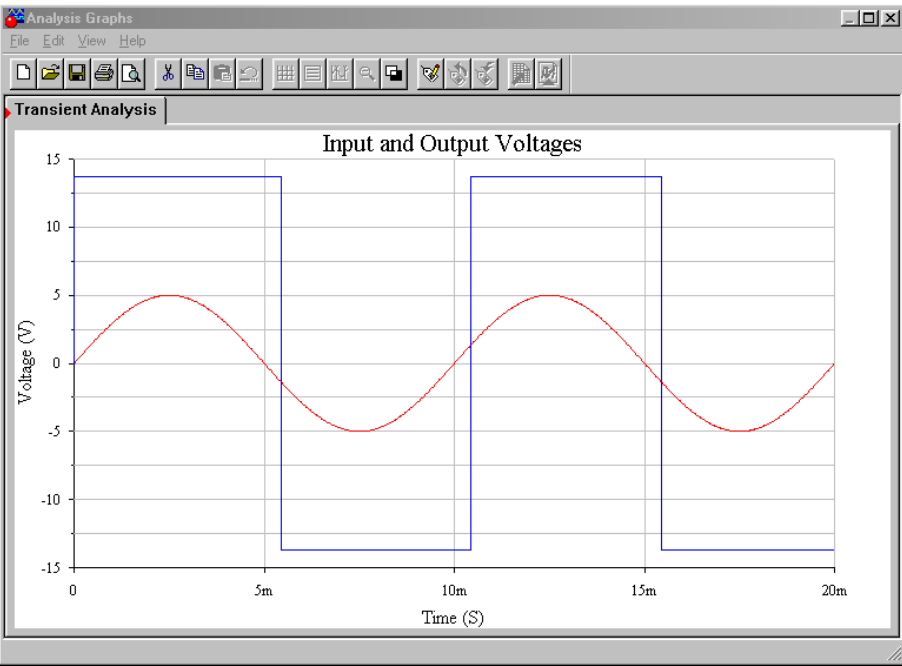 Analysis Graphs
File Edit View Help
Transient Analysis
Input and Output Voltages
15
10
5
0
-5
-10
-15
Voltage (V)
0 5m 10m 15m 20m
Time (S)